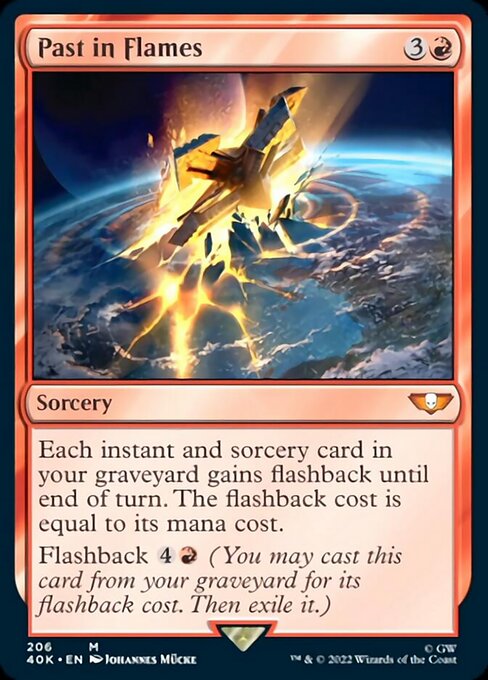 Past in Flames 3
Sorcery
Each instant and sorcery card in
your graveyard gains flashback until
end of turn. The flashback cost is
equal to its mana cost.
Flashback 4 (You may cast this
card from your graveyard for its
flashback cost. Then exile it.)
206 M
40K • EN Johannes Mücke
© GW
™ & © 2022 Wizards of the Coast